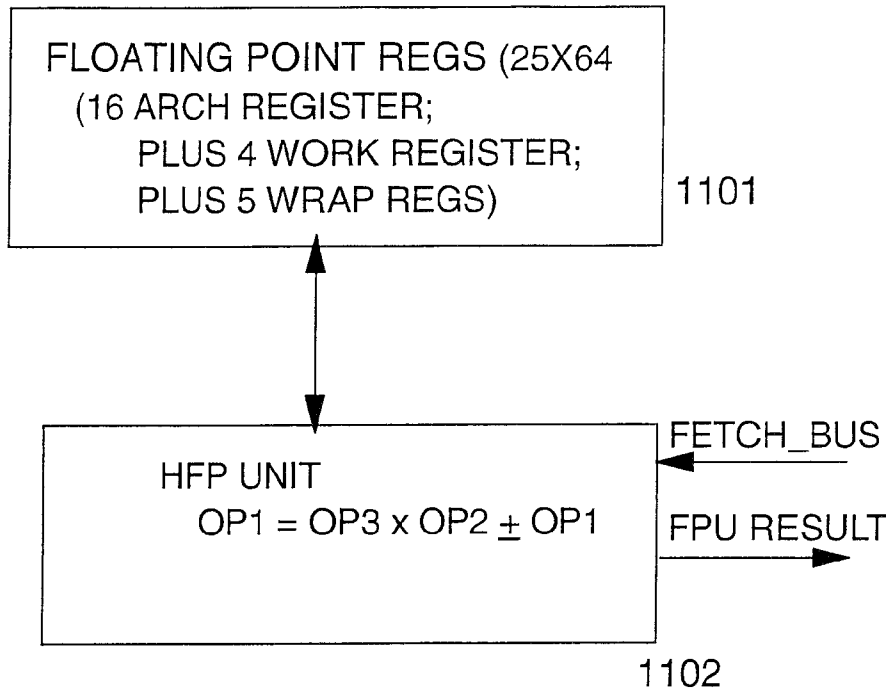 FLOATING POINT REGS (25X64
(16 ARCH REGISTER;
PLUS 4 WORK REGISTER;
PLUS 5 WRAP REGS)
1101
FETCH_BUS
HFP UNIT
OP1 = OP3 x OP2 ± OP1
FPU RESULT
1102